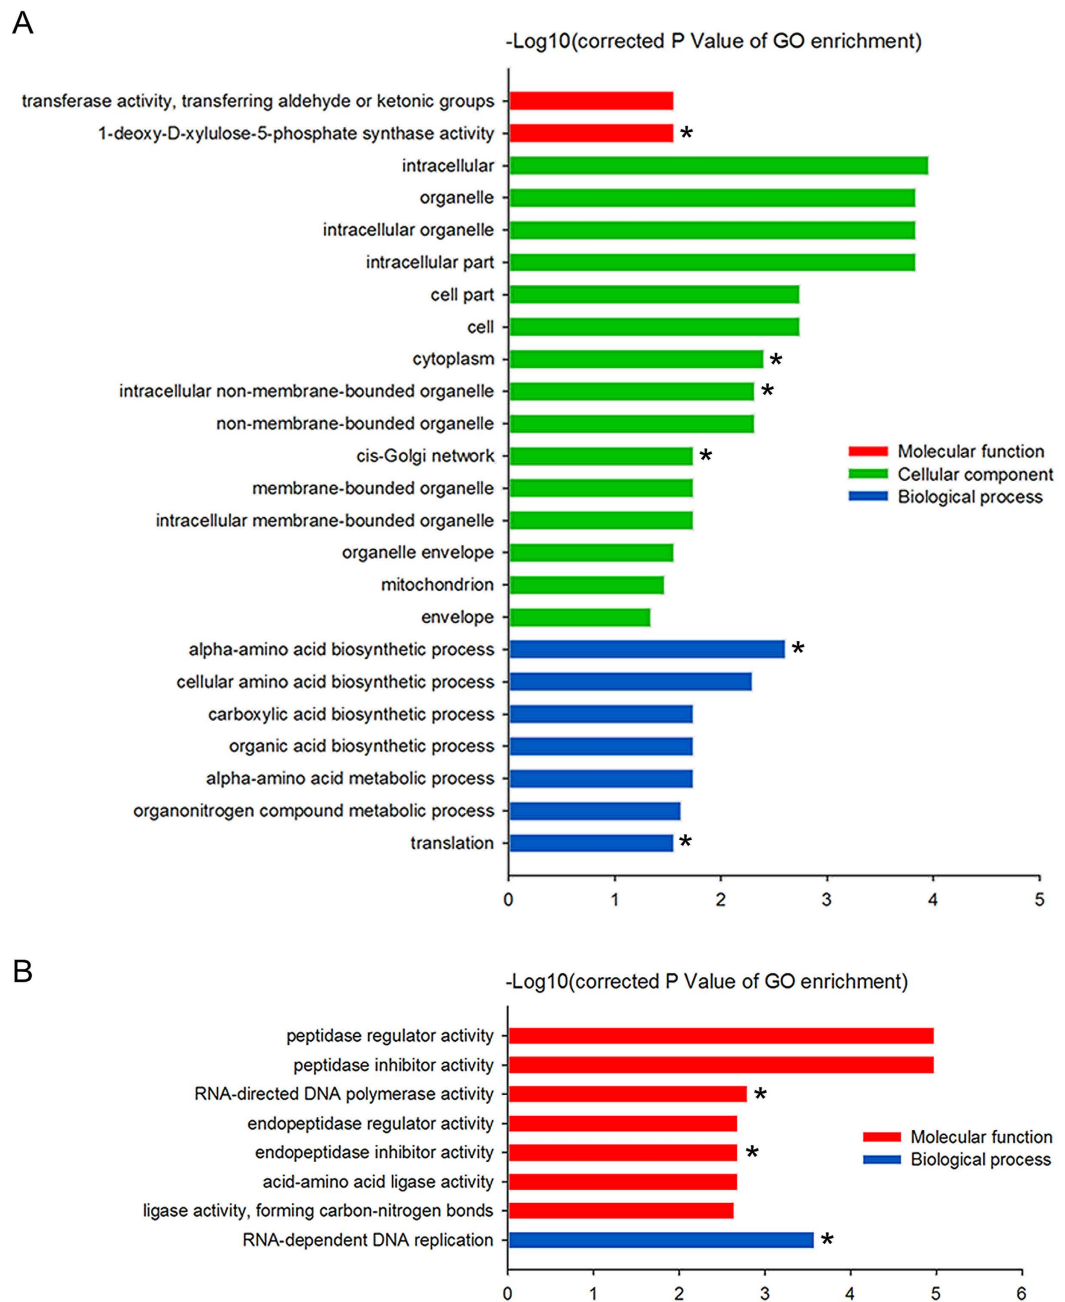 A
-Log10(corrected P Value of GO enrichment)
transferase activity, transferring aldehyde or ketonic groups
1-deoxy-D-xylulose-5-phosphate synthase activity *
intracellular
organelle
intracellular organelle
intracellular part
cell part
cell
cytoplasm *
intracellular non-membrane-bounded organelle *
non-membrane-bounded organelle
cis-Golgi network *
membrane-bounded organelle
intracellular membrane-bounded organelle
organelle envelope
mitochondrion
envelope
alpha-amino acid biosynthetic process *
cellular amino acid biosynthetic process
carboxylic acid biosynthetic process
organic acid biosynthetic process
alpha-amino acid metabolic process
organonitrogen compound metabolic process
translation *
Molecular function
Cellular component
Biological process
0 1 2 3 4 5
B
-Log10(corrected P Value of GO enrichment)
peptidase regulator activity
peptidase inhibitor activity
RNA-directed DNA polymerase activity *
endopeptidase regulator activity
endopeptidase inhibitor activity *
acid-amino acid ligase activity
ligase activity, forming carbon-nitrogen bonds
RNA-dependent DNA replication *
Molecular function
Biological process
0 1 2 3 4 5 6